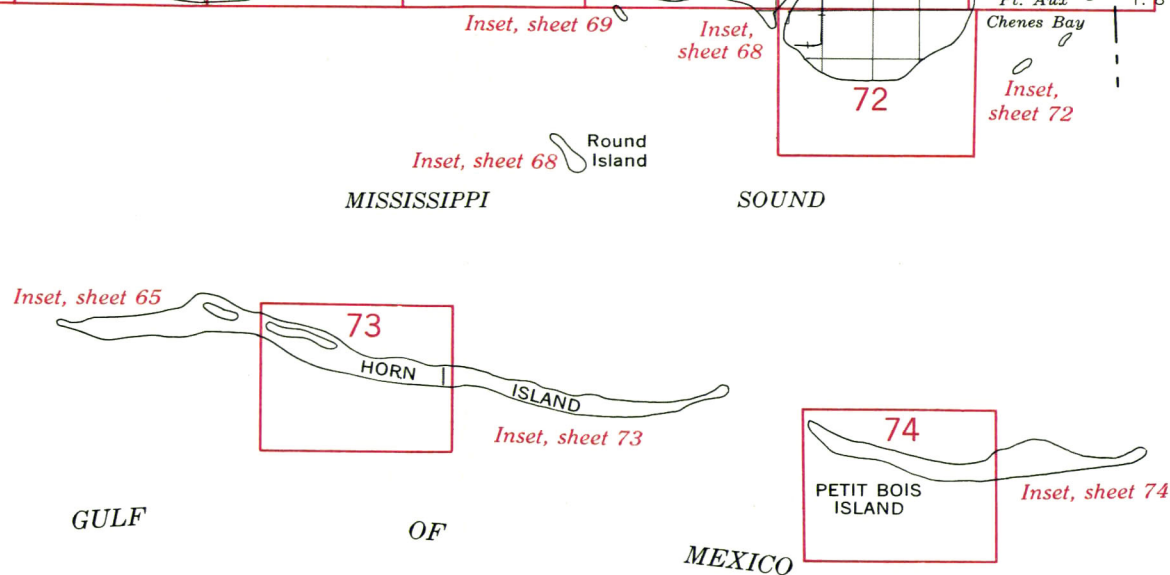 Inset, sheet 69
Inset,
sheet 68
Pt. Aux
Chenes Bay
72
Inset,
sheet 72
Inset, sheet 68
Round
Island
MISSISSIPPI SOUND
Inset, sheet 65
73
HORN ISLAND
Inset, sheet 73
74
PETIT BOIS
ISLAND
Inset, sheet 74
GULF OF MEXICO